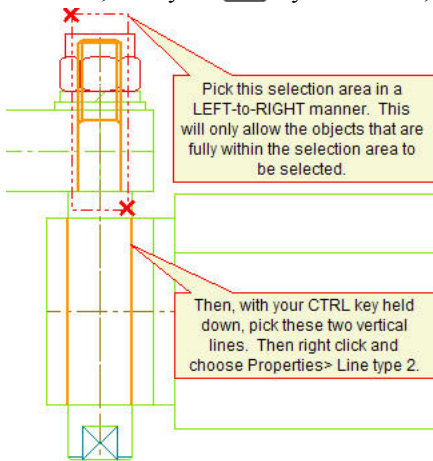 Pick this selection area in a
LEFT-to-RIGHT manner. This
will only allow the objects that are
fully within the selection area to
be selected.
Then, with your CTRL key held
down, pick these two vertical
lines. Then right click and
choose Properties> Line type 2.